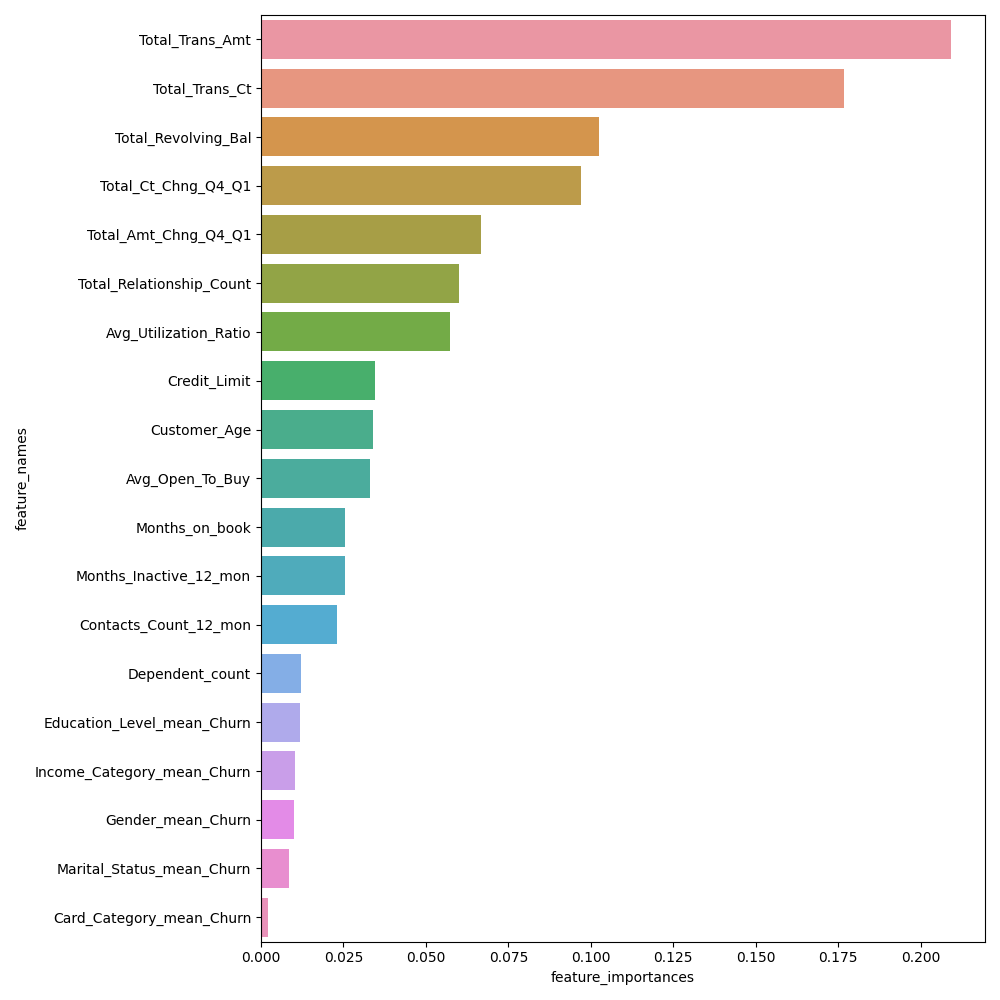 Total_Trans_Amt
Total_Trans_Ct
Total_Revolving_Bal
Total_Ct_Chng_Q4_Q1
Total_Amt_Chng_Q4_Q1
Total_Relationship_Count
Avg_Utilization_Ratio
Credit_Limit
Customer_Age
Avg_Open_To_Buy
Months_on_book
Months_Inactive_12_mon
Contacts_Count_12_mon
Dependent_count
Education_Level_mean_Churn
Income_Category_mean_Churn
Gender_mean_Churn
Marital_Status_mean_Churn
Card_Category_mean_Churn
feature_names
0.000 0.025 0.050 0.075 0.100 0.125 0.150 0.175 0.200
feature_importances